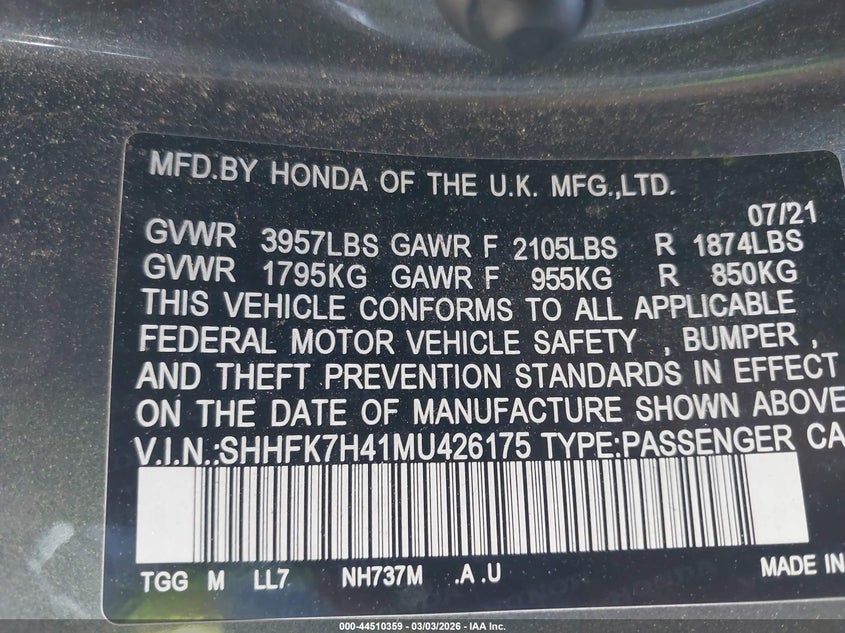 MFD.BY HONDA OF THE U.K. MFG.,LTD.
07/21
GVWR 3957LBS GAWR F 2105LBS R 1874LBS
GVWR 1795KG GAWR F 955KG R 850KG
THIS VEHICLE CONFORMS TO ALL APPLICABLE
FEDERAL MOTOR VEHICLE SAFETY , BUMPER ,
AND THEFT PREVENTION STANDARDS IN EFFECT
ON THE DATE OF MANUFACTURE SHOWN ABOVE
V.I.N.:SHHFK7H41MU426175 TYPE:PASSENGER CA
TGG M LL7 NH737M .A .U MADE IN
000-44510359 - 03/03/2026 - IAA Inc.